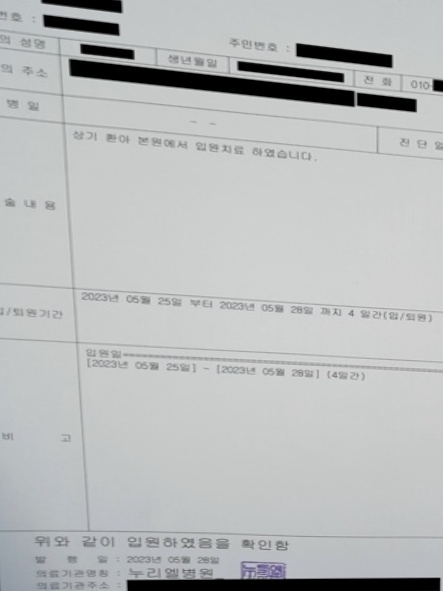 번호 :
의 성명
생년월일
주민번호 :
전 화
010-
의 주소
병 일
- -
진 단 일
상기 환아 본원에서 입원치료 하였습니다.
술 내 용
입/퇴원기간
2023년 05월 25일 부터 2023년 05월 28일 까지 4 일간(입/퇴원)
입원일====================================
[2023년 05월 25일] - [2023년 05월 28일] (4일간)
비 고
위와 같이 입원하였음을 확인함
발 행 일 : 2023년 05월 28일
의료기관명칭 : 누리엘병원
의료기관주소 :